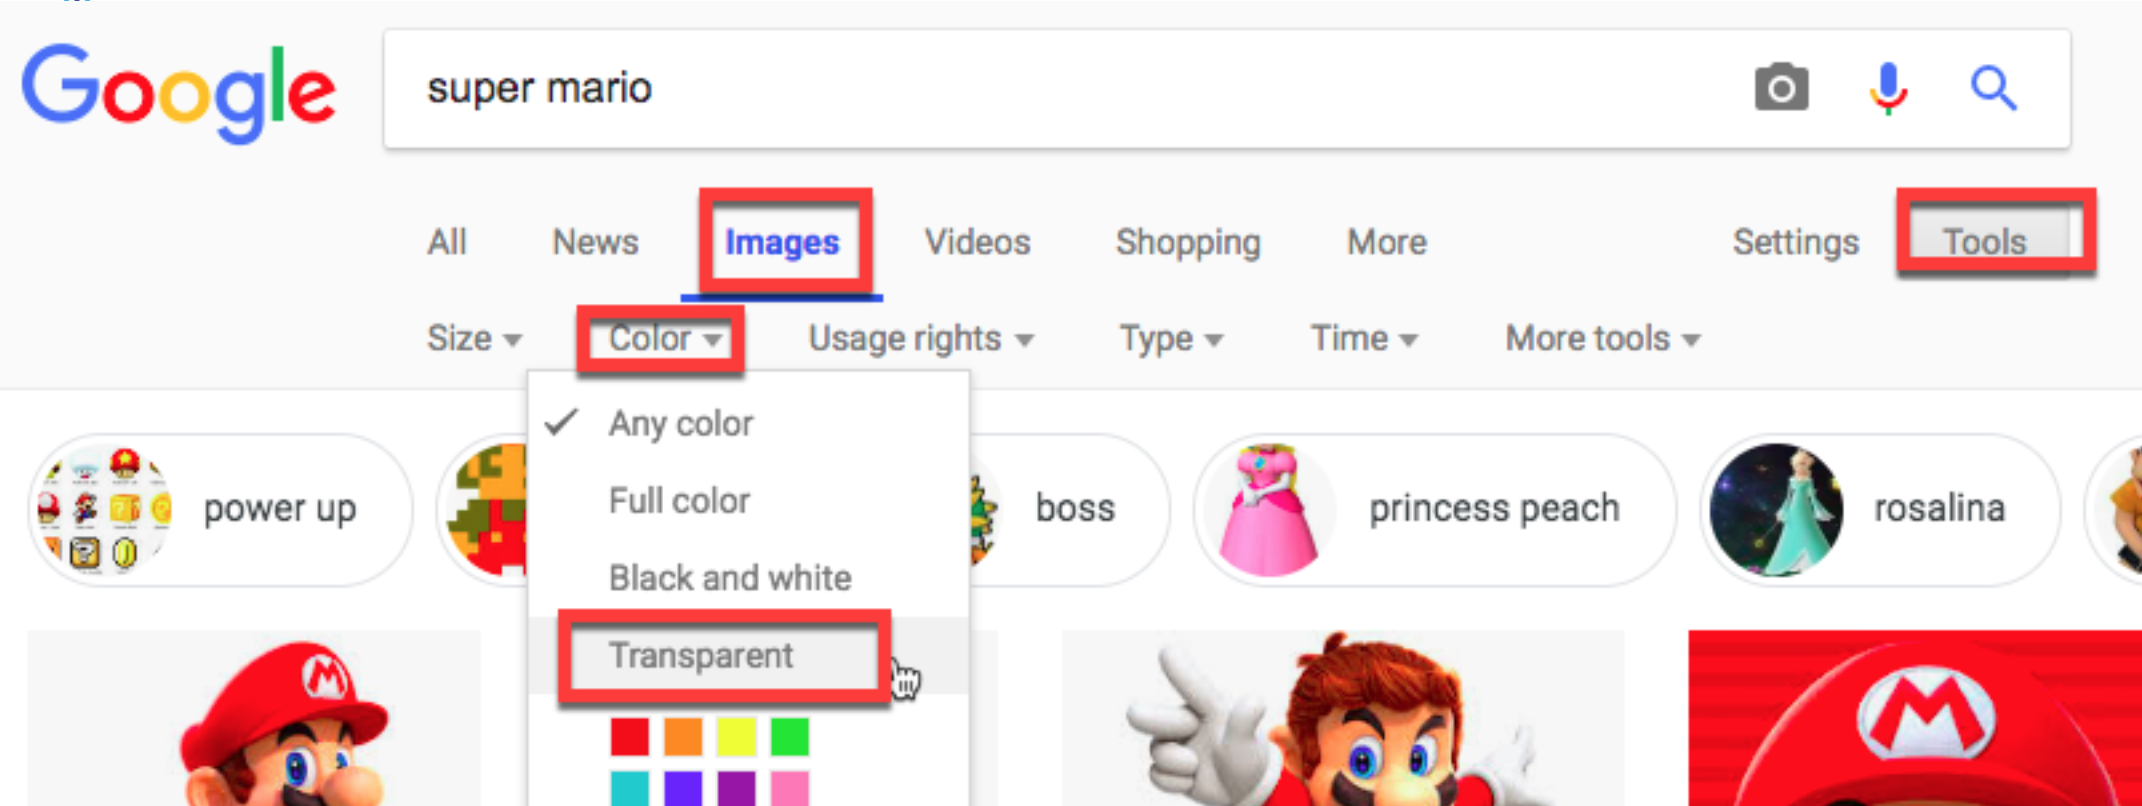 Google super mario
All News Images Videos Shopping More Settings Tools
Size Color Usage rights Type Time More tools
Any color
Full color
Black and white
Transparent
power up boss princess peach rosalina
M M